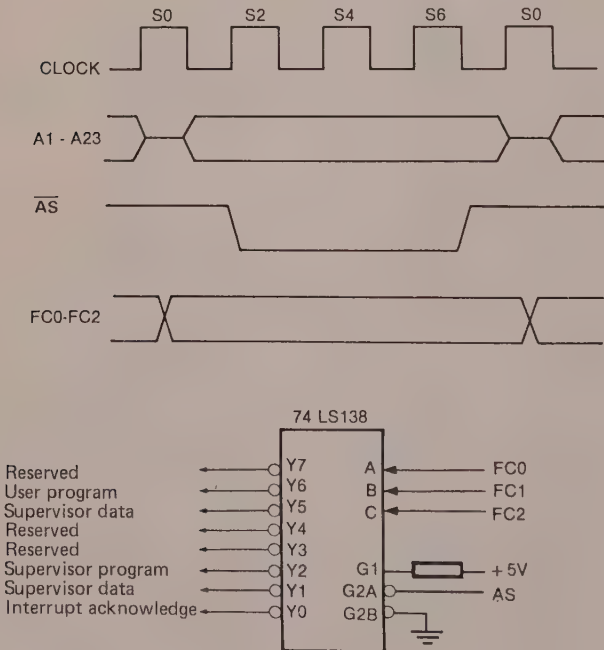 S0 S2 S4 S6 S0
CLOCK
A1 - A23
AS
FC0-FC2
74 LS138
Reserved Y7 A FC0
User program Y6 B FC1
Supervisor data Y5 C FC2
Reserved Y4
Reserved Y3
Supervisor program Y2 G1 + 5V
Supervisor data Y1 G2A AS
Interrupt acknowledge Y0 G2B